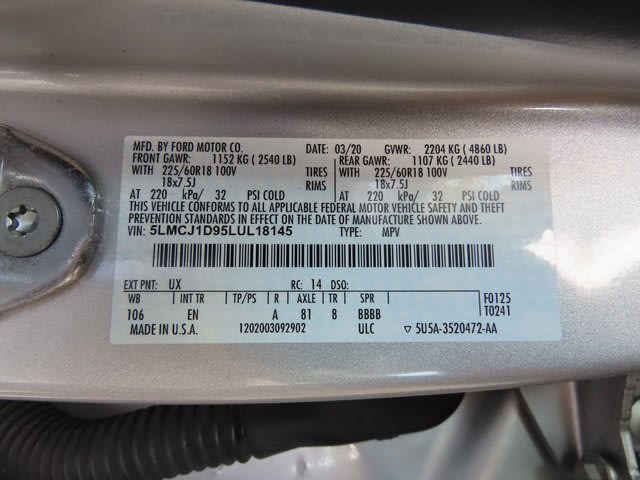 MFD. BY FORD MOTOR CO. DATE: 03/20 GVWR: 2204 KG ( 4860 LB)
FRONT GAWR: 1152 KG ( 2540 LB) REAR GAWR: 1107 KG ( 2440 LB)
WITH 225/60R18 100V TIRES WITH 225/60R18 100V TIRES
18x7.5J RIMS 18x7.5J RIMS
AT 220 kPa/ 32 PSI COLD AT 220 kPa/ 32 PSI COLD
THIS VEHICLE CONFORMS TO ALL APPLICABLE FEDERAL MOTOR VEHICLE SAFETY AND THEFT
PREVENTION STANDARDS IN EFFECT ON THE DATE OF MANUFACTURE SHOWN ABOVE.
VIN: 5LMCJ1D95LUL18145 TYPE: MPV
EXT PNT: UX RC: 14 DSO:
WB INT TR TP/PS R AXLE TR SPR F0125
106 EN A 81 8 BBBB T0241
MADE IN U.S.A. 1202003092902 ULC ▽ 5U5A-3520472-AA